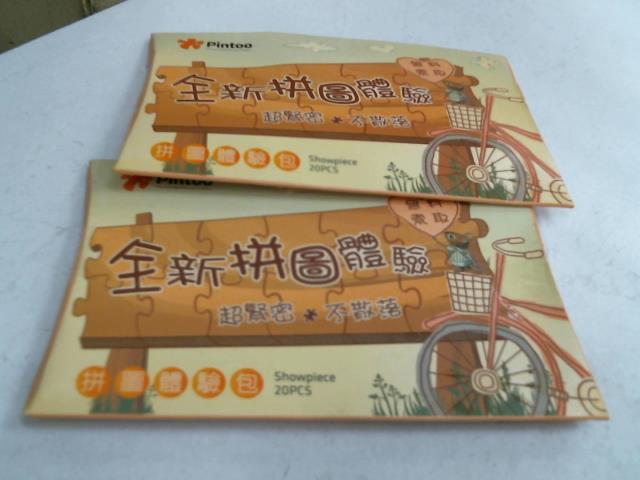 Pintoo
索取
全新拼圖體驗
超緊密 * 不散落
拼圖體驗包
Showpiece
20PCS
Pintoo
索取
全新拼圖體驗
超緊密 * 不散落
拼圖體驗包
Showpiece
20PCS